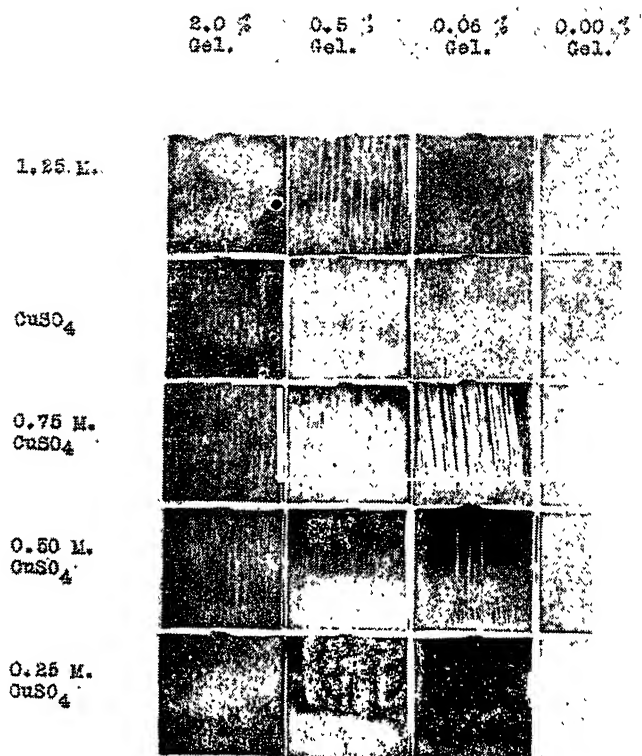 2.0 % 0.5 % 0.06 % 0.00 %
Gel. Gel. Gel. Gel.
1.25 M.
CuSO4
0.75 M.
CuSO4
0.50 M.
CuSO4
0.25 M.
CuSO4